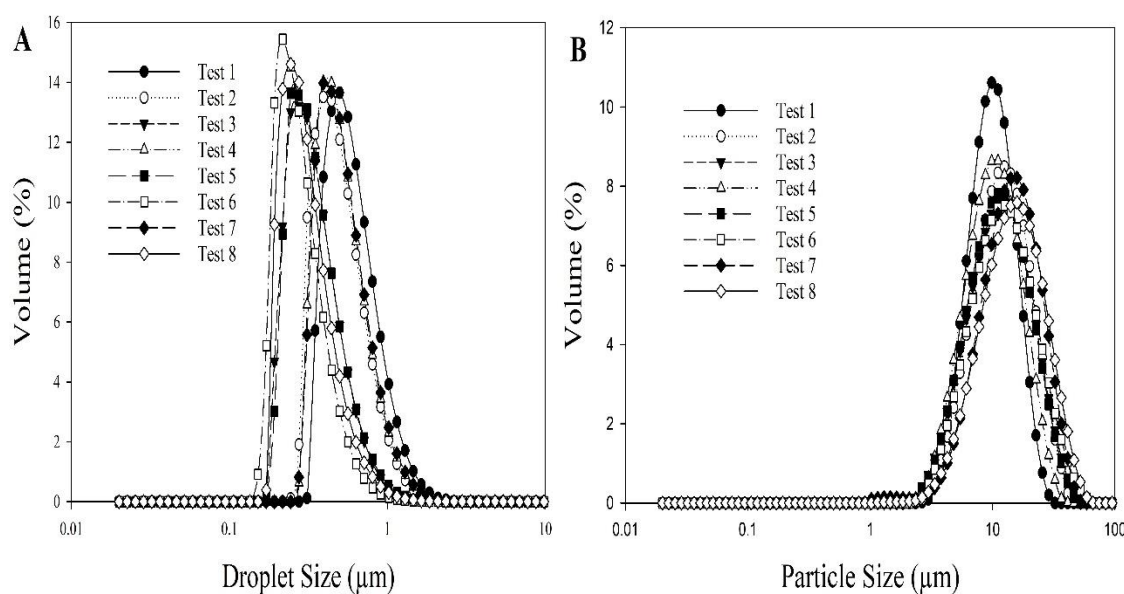 A
Volume (%)
16
14
12
10
8
6
4
2
0
0.01
0.1
1
10
Droplet Size (µm)
Test 1
Test 2
Test 3
Test 4
Test 5
Test 6
Test 7
Test 8
B
Volume (%)
12
10
8
6
4
2
0
0.01
0.1
1
10
100
Particle Size (µm)
Test 1
Test 2
Test 3
Test 4
Test 5
Test 6
Test 7
Test 8